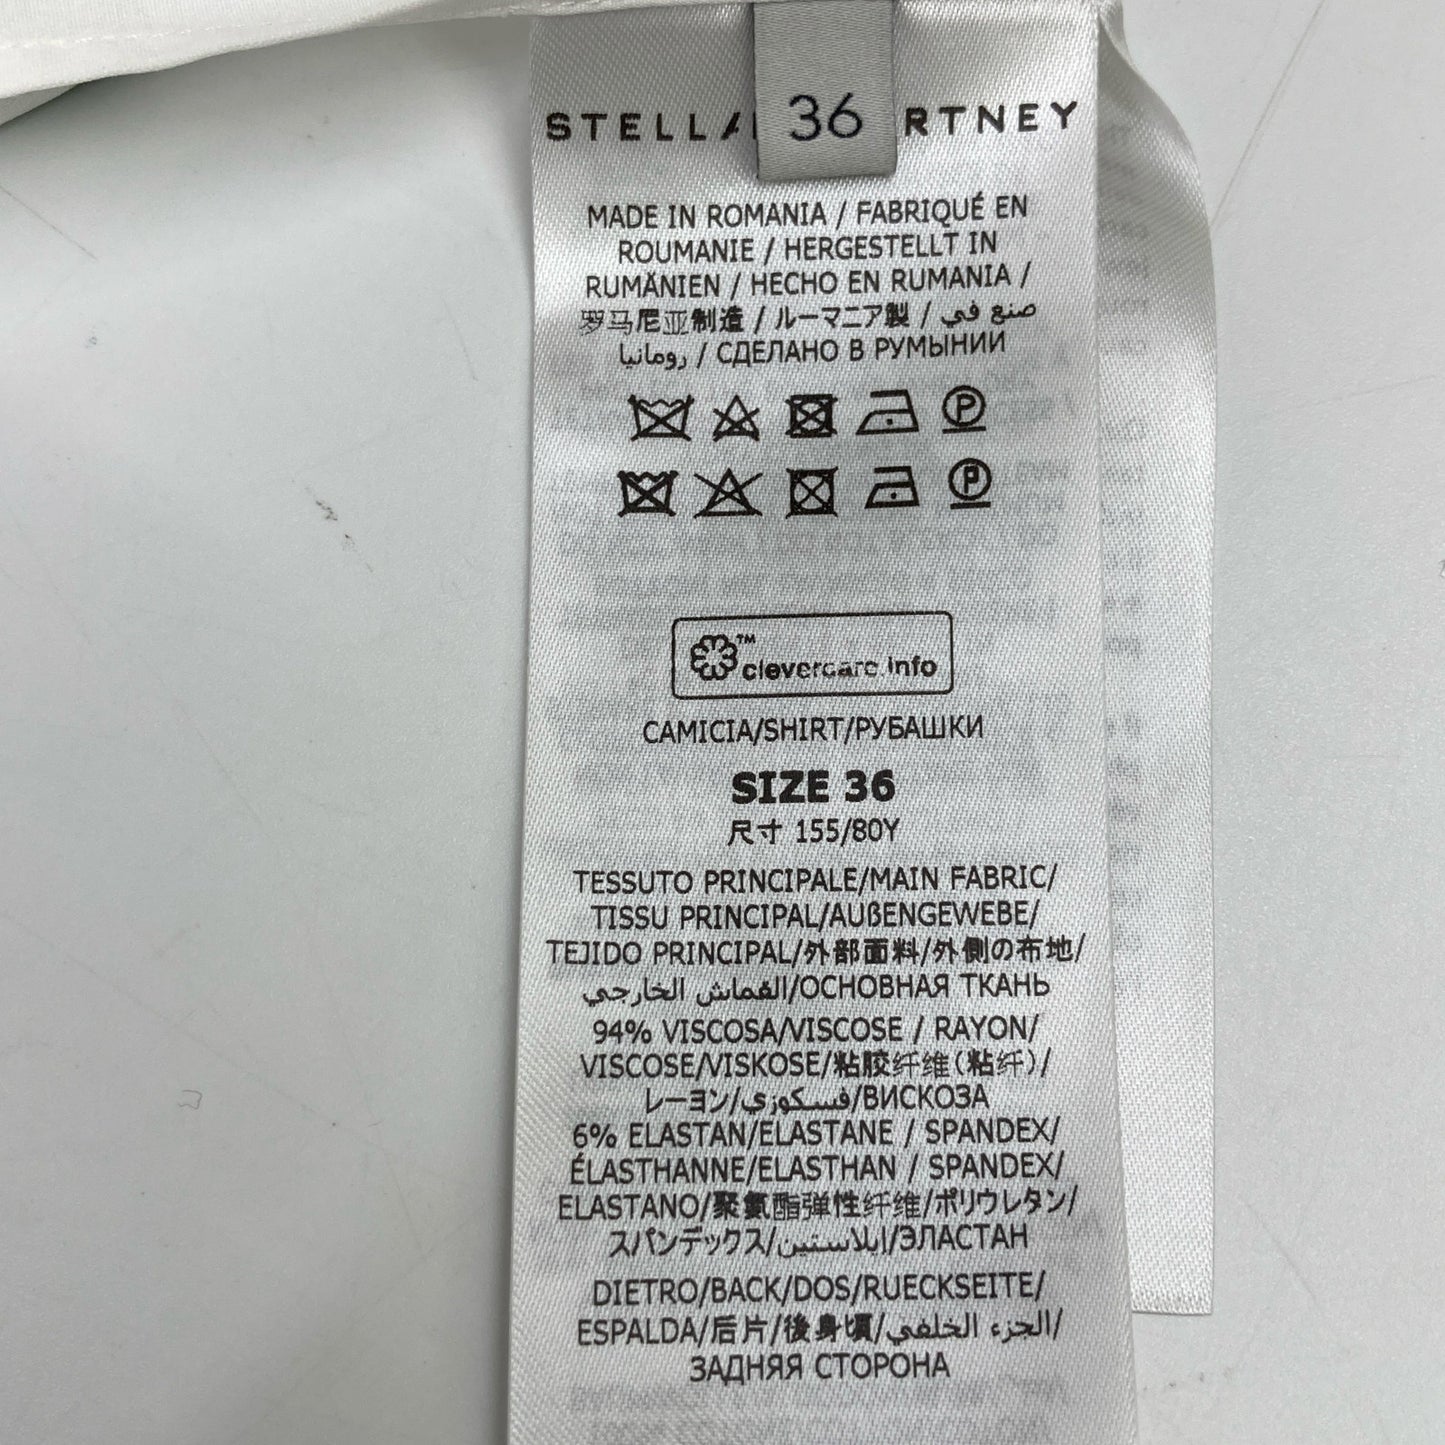 36
STELLA RTNEY
MADE IN ROMANIA / FABRIQUÉ EN
ROUMANIE / HERGESTELLT IN
RUMÄNIEN / HECHO EN RUMANIA /
罗马尼亚制造 / ルーマニア製 / صنع في
رومانيا / СДЕЛАНО В РУМЫНИИ
P
P
™ clevercare.info
CAMICIA/SHIRT/РУБАШКИ
SIZE 36
尺寸 155/80Y
TESSUTO PRINCIPALE/MAIN FABRIC/
TISSU PRINCIPAL/AUßENGEWEBE/
TEJIDO PRINCIPAL/外部面料/外側の布地/
القماش الخارجي/ОСНОВНАЯ ТКАНЬ
94% VISCOSA/VISCOSE / RAYON/
VISCOSE/VISKOSE/粘胶纤维(粘纤)/
レーヨン/فسكوزي/ВИСКОЗА
6% ELASTAN/ELASTANE / SPANDEX/
ÉLASTHANNE/ELASTHAN / SPANDEX/
ELASTANO/聚氨酯弹性纤维/ポリウレタン/
スパンデックス/إيلاستين/ЭЛАСТАН
DIETRO/BACK/DOS/RUECKSEITE/
ESPALDA/后片/後身頃/الجزء الخلفي/
ЗАДНЯЯ СТОРОНА